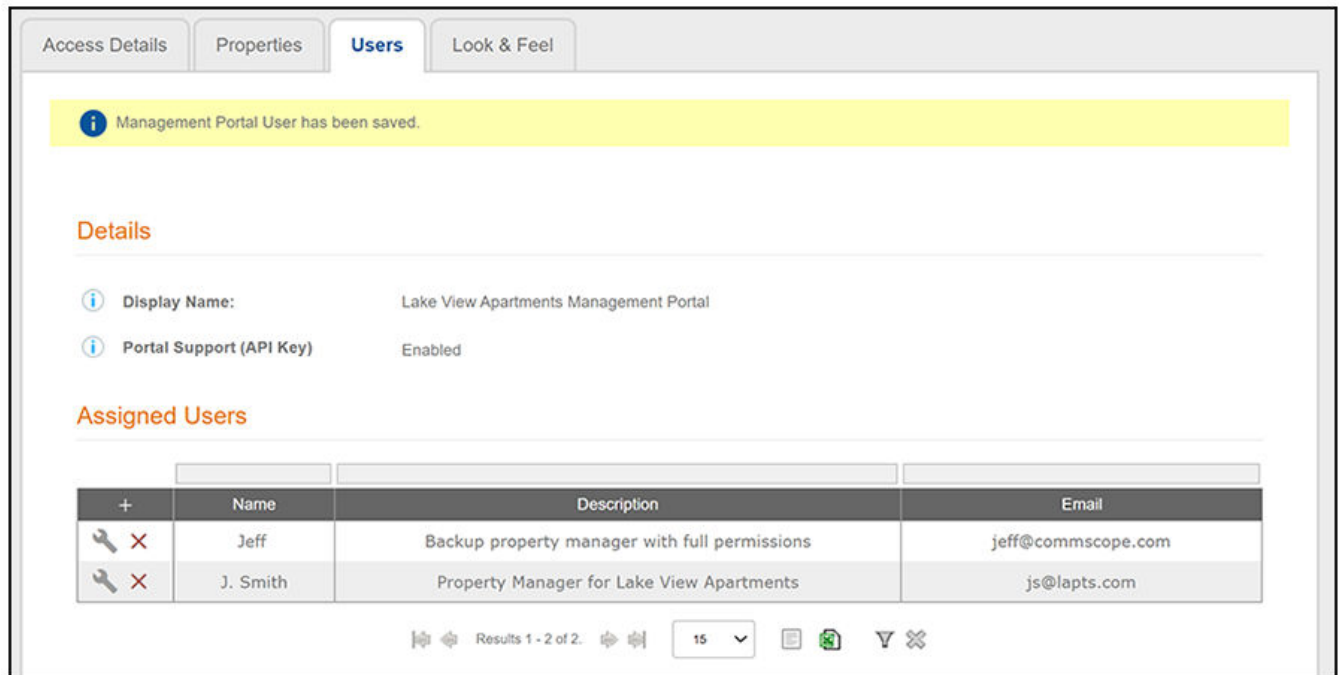 Access Details Properties Users Look & Feel
Management Portal User has been saved.
Details
Display Name: Lake View Apartments Management Portal
Portal Support (API Key) Enabled
Assigned Users
+ Name Description Email
Jeff Backup property manager with full permissions jeff@commscope.com
J. Smith Property Manager for Lake View Apartments js@lapts.com
Results 1 - 2 of 2. 15